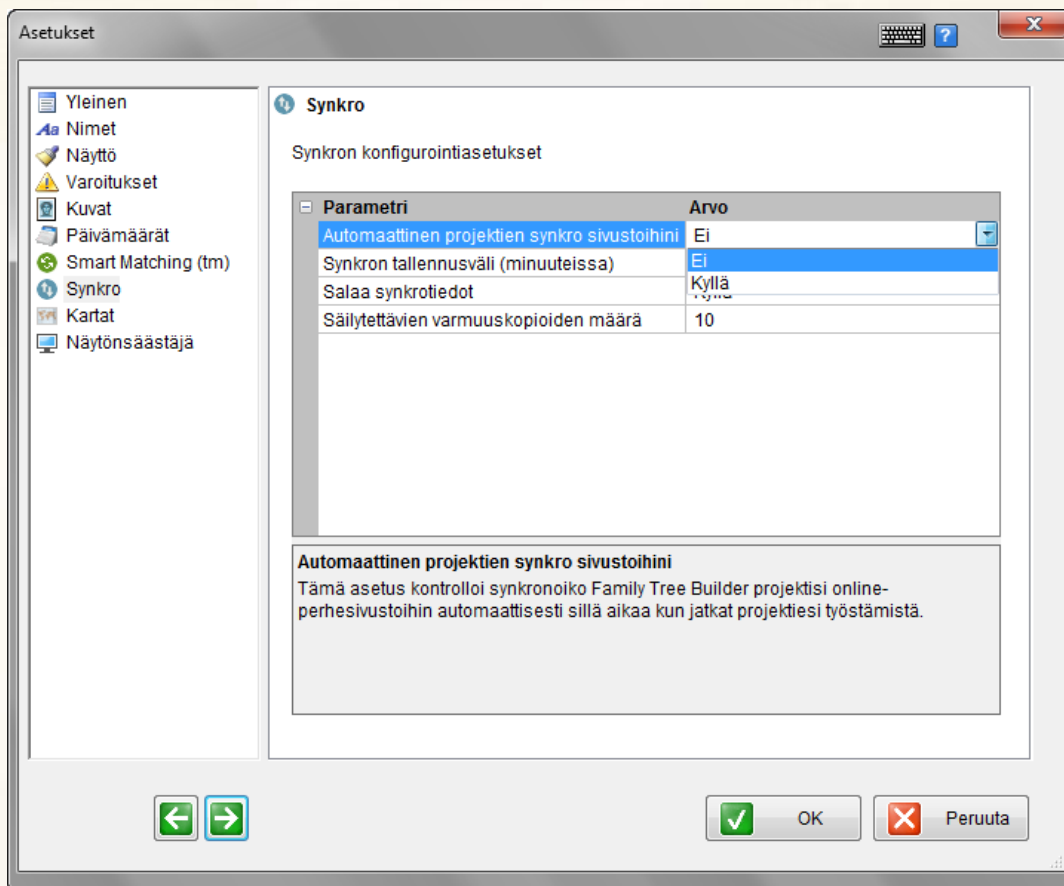 Asetukset
Yleinen
Nimet
Näyttö
Varoitukset
Kuvat
Päivämäärät
Smart Matching (tm)
Synkro
Kartat
Näytönsäästäjä
Synkro
Synkron konfigurointiasetukset
Parametri Arvo
Automaattinen projektien synkro sivustoihini Ei
Synkron tallennusväli (minuuteissa) Ei
Kyllä
Salaa synkrotiedot
Säilytettävien varmuuskopioiden määrä 10
Automaattinen projektien synkro sivustoihini
Tämä asetus kontrolloi synkronoiko Family Tree Builder projektisi online-
perhesivustoihin automaattisesti sillä aikaa kun jatkat projektiesi työstämistä.
OK
Peruuta